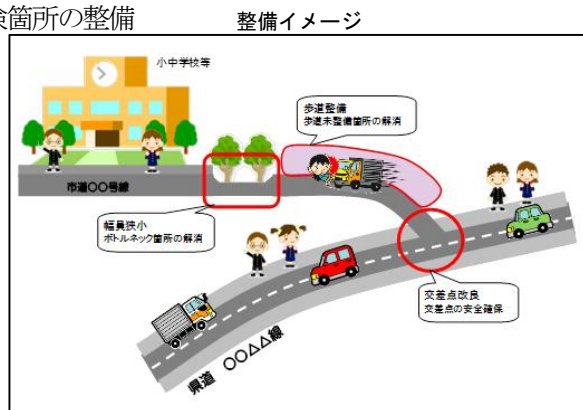 険箇所の整備
整備イメージ
小中学校等
歩道整備
歩道未整備箇所の解消
市道〇〇号線
幅員狭小
ボトルネック箇所の解消
交差点改良
交差点の安全確保
県道 〇〇△△線